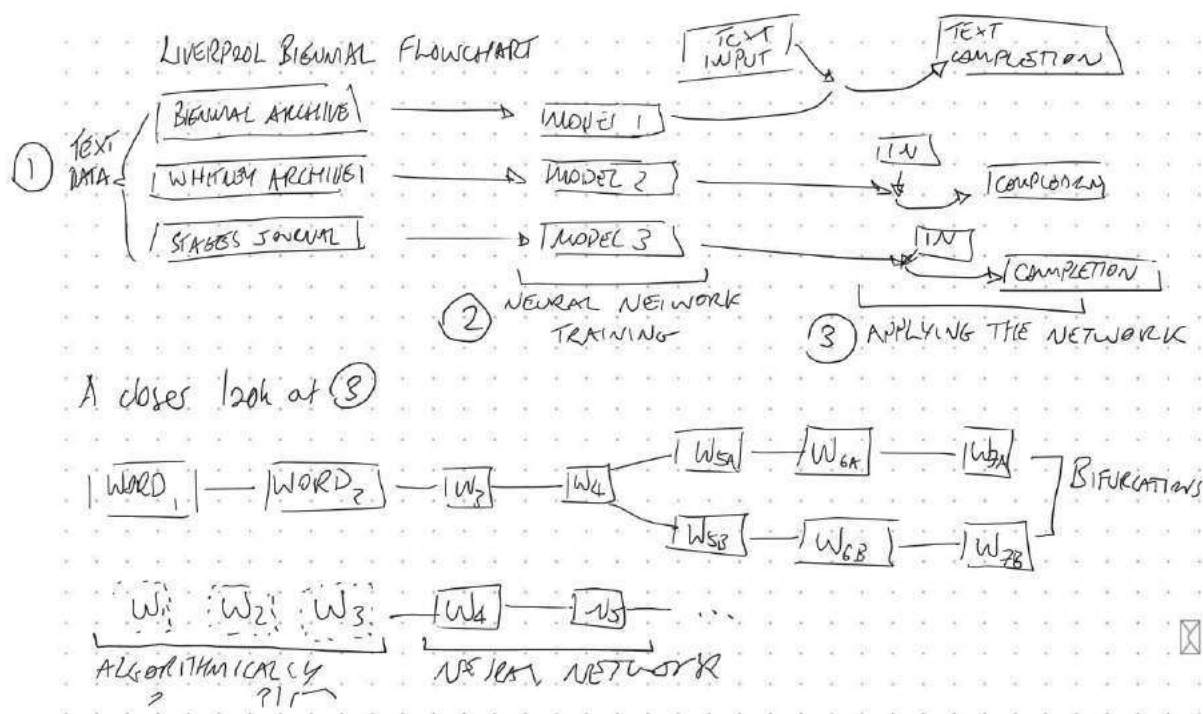 LIVERPOOL BIENNIAL FLOWCHART
TEXT INPUT
TEXT COMPLETION
1 TEXT DATA
BIENNIAL ARCHIVE
MODEL 1
WHITNEY ARCHIVE
MODEL 2
IN
COMPLETION
STAGES JOURNAL
MODEL 3
IN
COMPLETION
2 NEURAL NETWORK
TRAINING
3 APPLYING THE NETWORK
A closer look at 3
WORD1 WORD2 W3 W4
W5A W6A W7A
W5B W6B W7B
BIFURCATIONS
W1 W2 W3 W4 W5 ...
ALGORITHMICALLY
NEURAL NETWORK